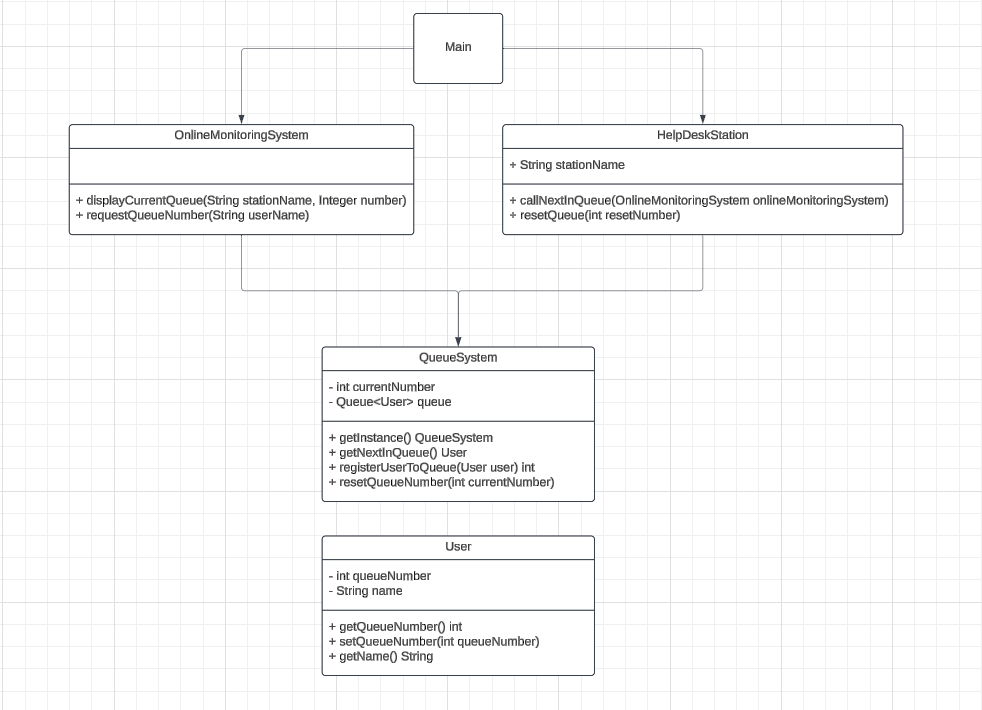 Main
OnlineMonitoringSystem
+ displayCurrentQueue(String stationName, Integer number)
+ requestQueueNumber(String userName)
HelpDeskStation
+ String stationName
+ callNextInQueue(OnlineMonitoringSystem onlineMonitoringSystem)
+ resetQueue(int resetNumber)
QueueSystem
- int currentNumber
- Queue<User> queue
+ getInstance() QueueSystem
+ getNextInQueue() User
+ registerUserToQueue(User user) int
+ resetQueueNumber(int currentNumber)
User
- int queueNumber
- String name
+ getQueueNumber() int
+ setQueueNumber(int queueNumber)
+ getName() String